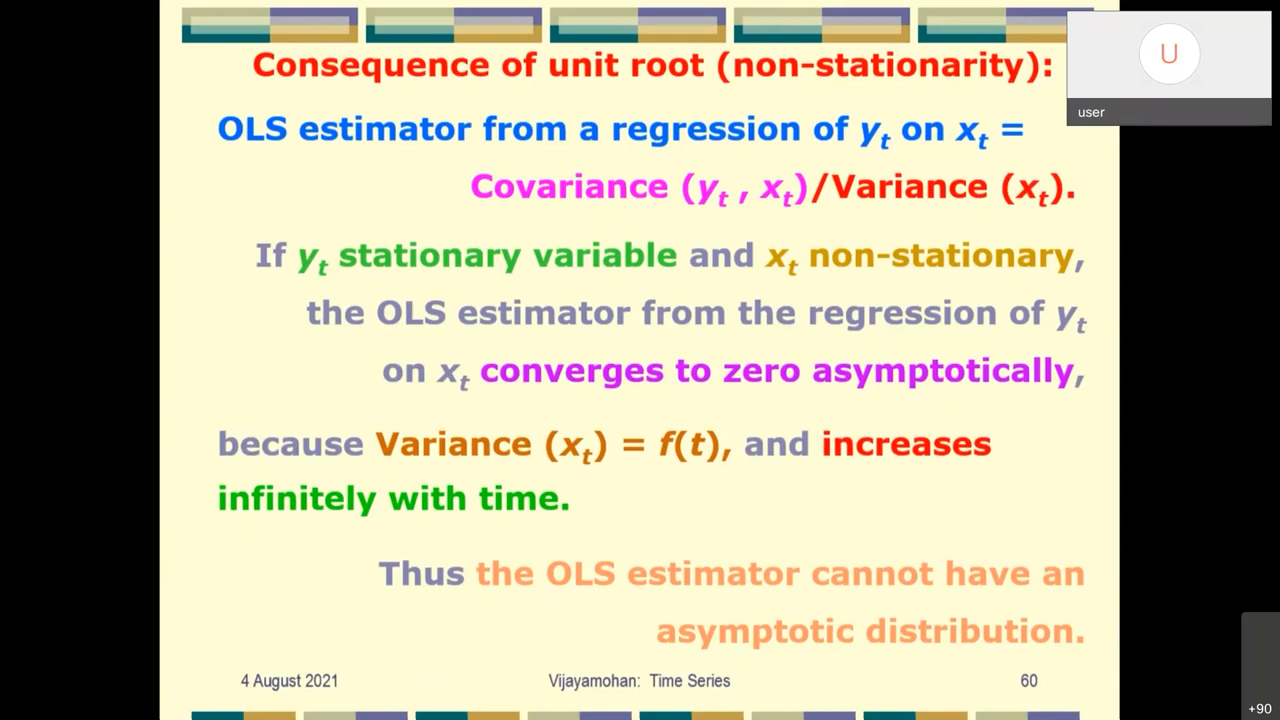 Consequence of unit root (non-stationarity):
U
user
OLS estimator from a regression of yt on xt =
Covariance (yt , xt)/Variance (xt).
If yt stationary variable and xt non-stationary,
the OLS estimator from the regression of yt
on xt converges to zero asymptotically,
because Variance (xt) = f(t), and increases
infinitely with time.
Thus the OLS estimator cannot have an
asymptotic distribution.
4 August 2021 Vijayamohan: Time Series 60
+90